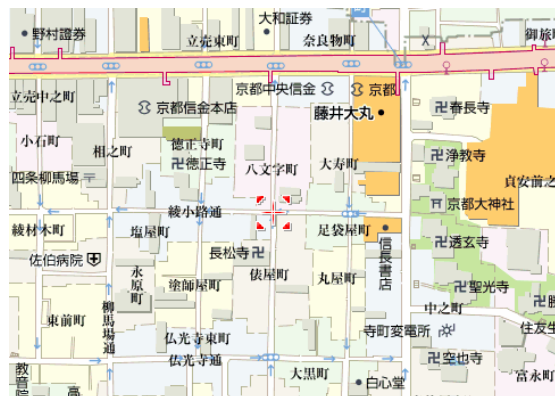 大和証券
野村證券
立売東町
奈良物町
御旅町
京都中央信金
京都
立売中之町
京都信金本店
藤井大丸
春長寺
小石町
相之町
徳正寺町
徳正寺
八文字町
大寿町
浄教寺
貞安前之
四条柳馬場
京都大神社
綾小路通
綾材木町
塩屋町
足袋屋町
信長書店
透玄寺
長松寺
佐伯病院
永原町
塗師屋町
俵屋町
丸屋町
聖光寺
勝
中之町
東前町
柳馬場通
仏光寺東町
寺町変電所
住友生
仏光寺通
空也寺
教音院
高
大黒町
白心堂
富永町